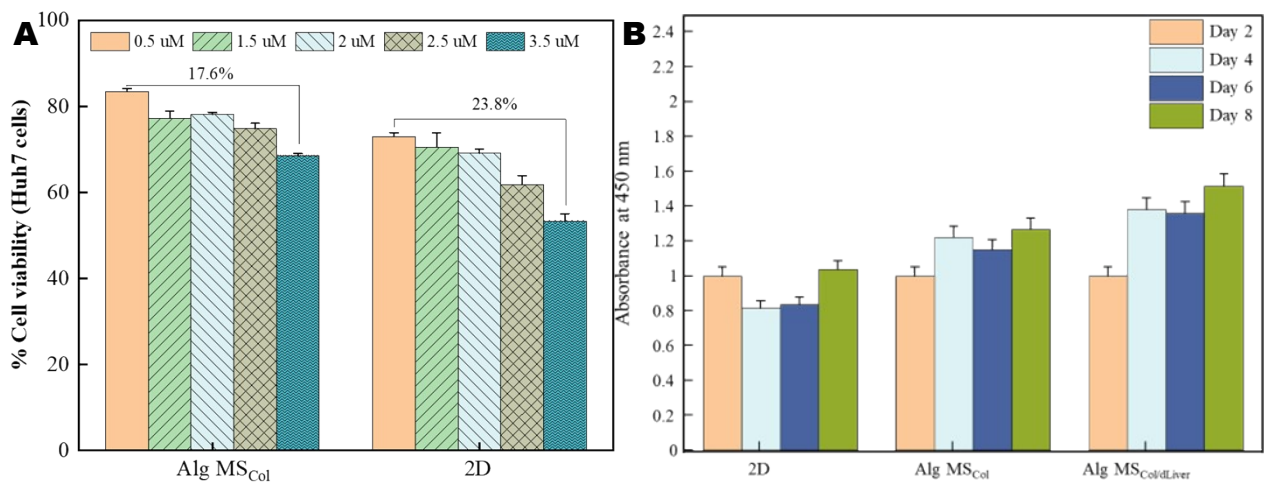 A
% Cell viability (Huh7 cells)
100
80
60
40
20
0
0.5 uM 1.5 uM 2 uM 2.5 uM 3.5 uM
17.6%
23.8%
Alg MSCol 2D
B
Absorbance at 450 nm
2.4
2.2
2
1.8
1.6
1.4
1.2
1
0.8
0.6
0.4
0.2
0
Day 2
Day 4
Day 6
Day 8
2D Alg MSCol Alg MSCol/dLiver